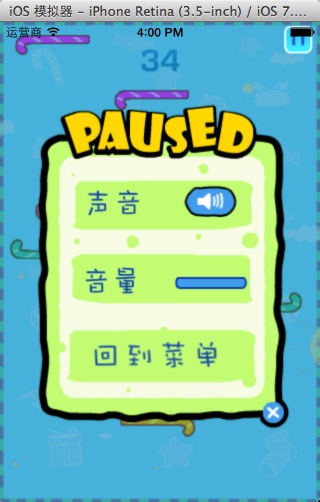 iOS 模拟器 – iPhone Retina (3.5-inch) / iOS 7....
运营商 4:00 PM
34
PAUSED
声音
音量
回到菜单